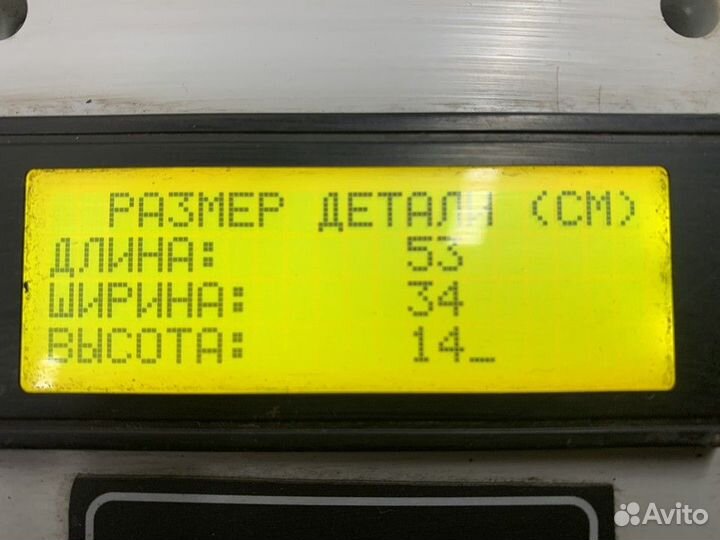 РАЗМЕР ДЕТАЛИ (СМ)
ДЛИНА: 53
ШИРИНА: 34
ВЫСОТА: 14_
Avito